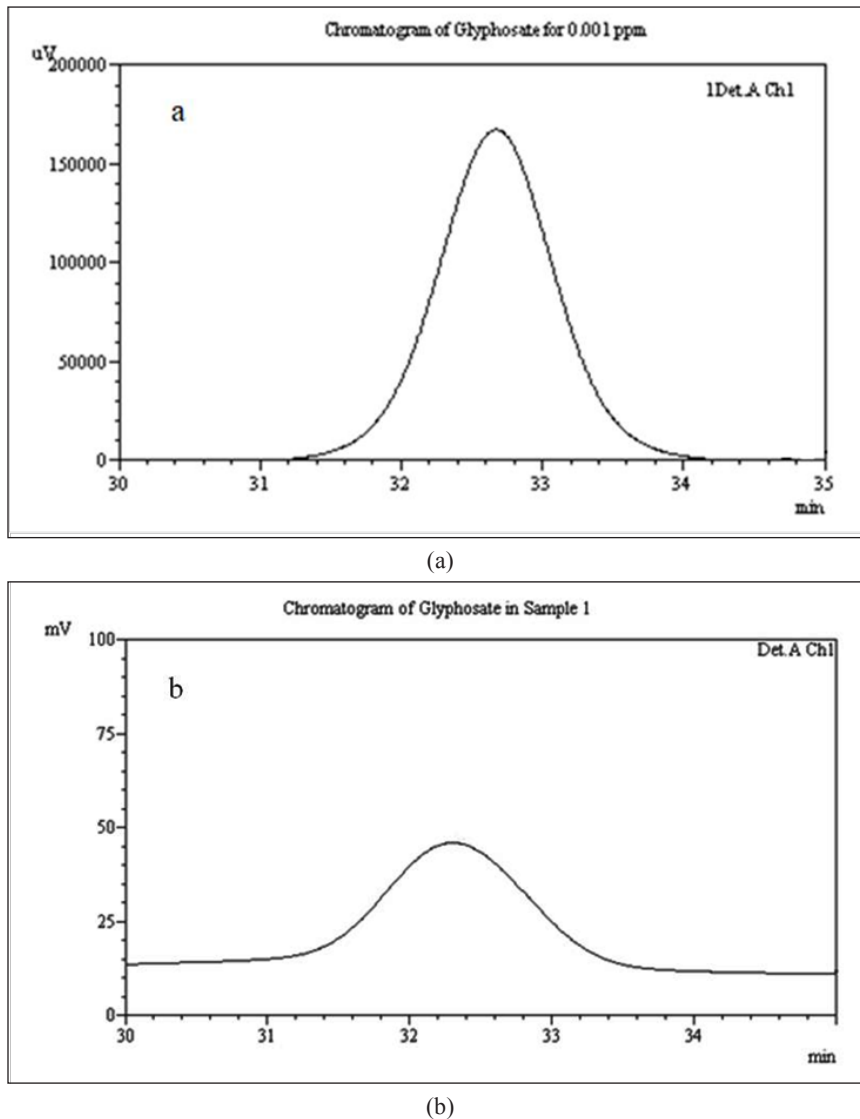 Chromatogram of Glyphosate for 0.001 ppm
uV
200000
1Det.A Ch1
a
150000
100000
50000
0
30 31 32 33 34 35
min
(a)
Chromatogram of Glyphosate in Sample 1
mV
100
Det.A Ch1
b
75
50
25
0
30 31 32 33 34
min
(b)